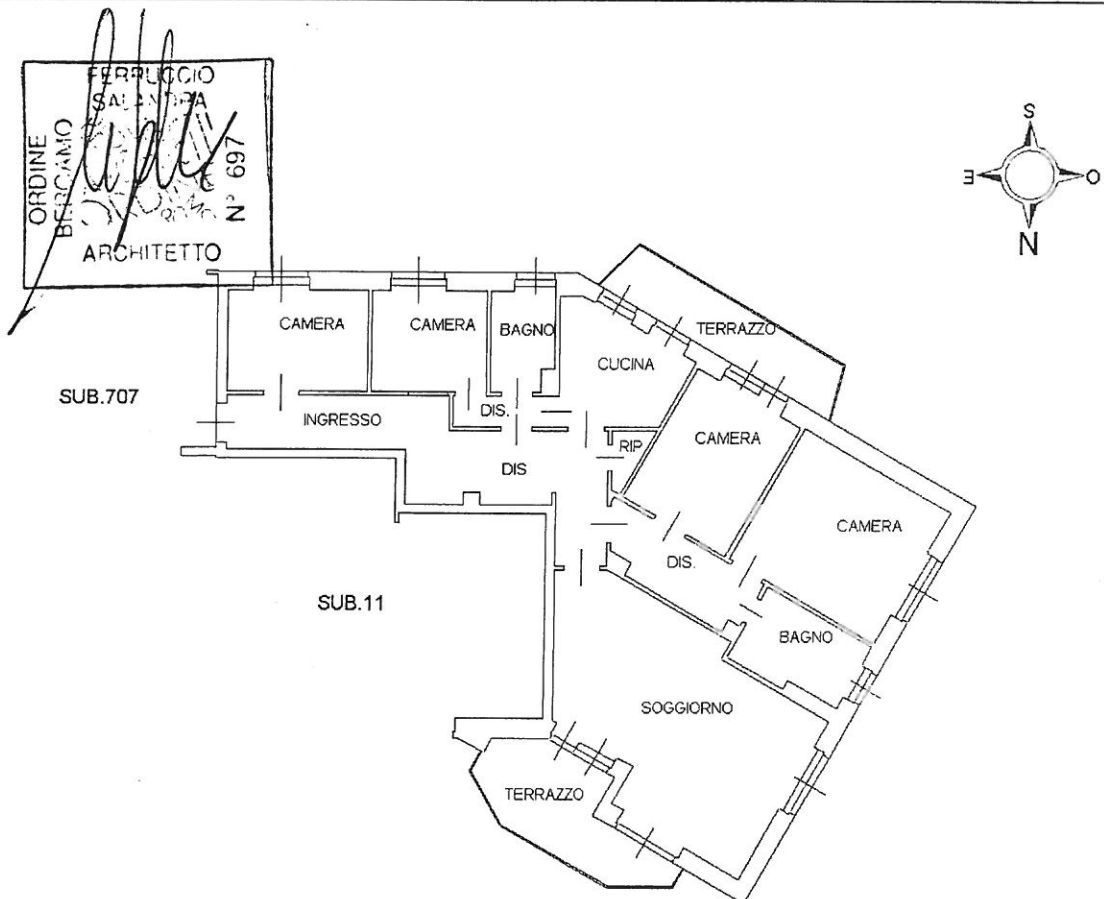 FERRUCCIO
SALANDRA
ORDINE
BERGAMO
N° 697
ARCHITETTO
S
E
O
N
TERRAZZO
CAMERA
CAMERA
BAGNO
CUCINA
SUB.707
INGRESSO
DIS.
CAMERA
RIP
DIS
CAMERA
DIS.
SUB.11
BAGNO
SOGGIORNO
TERRAZZO